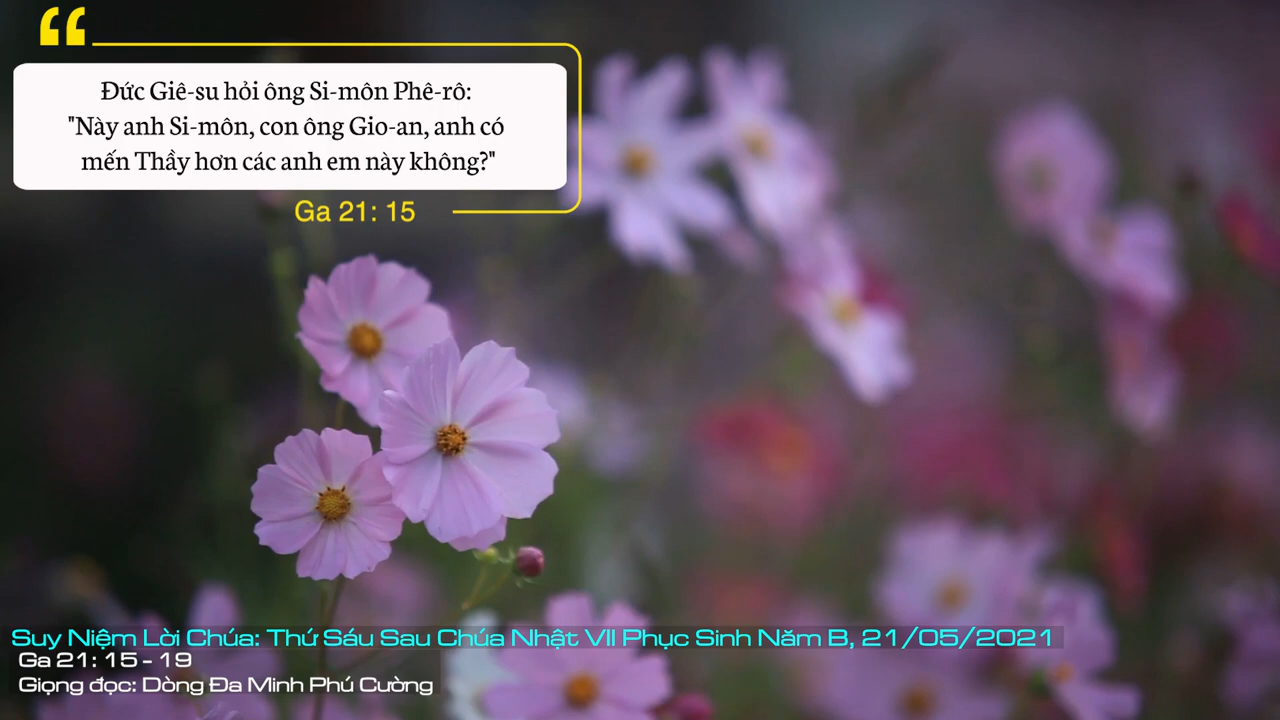 Đức Giê-su hỏi ông Si-môn Phê-rô:
"Này anh Si-môn, con ông Gio-an, anh có
mến Thầy hơn các anh em này không?"
Ga 21: 15
Suy Niệm Lời Chúa: Thứ Sáu Sau Chúa Nhật VII Phục Sinh Năm B, 21/05/2021
Ga 21: 15 - 19
Giọng đọc: Dòng Đa Minh Phú Cường